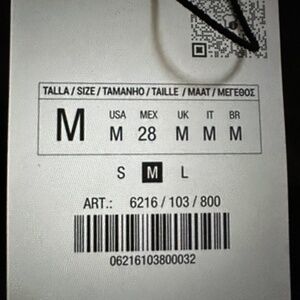 TALLA / SIZE / TAMANHO / TAILLE / MAAT / ΜΕΓΕΘΟΣ
M
USA MEX UK IT BR
M 28 M M M
S M L
ART.: 6216 / 103 / 800
06216103800032